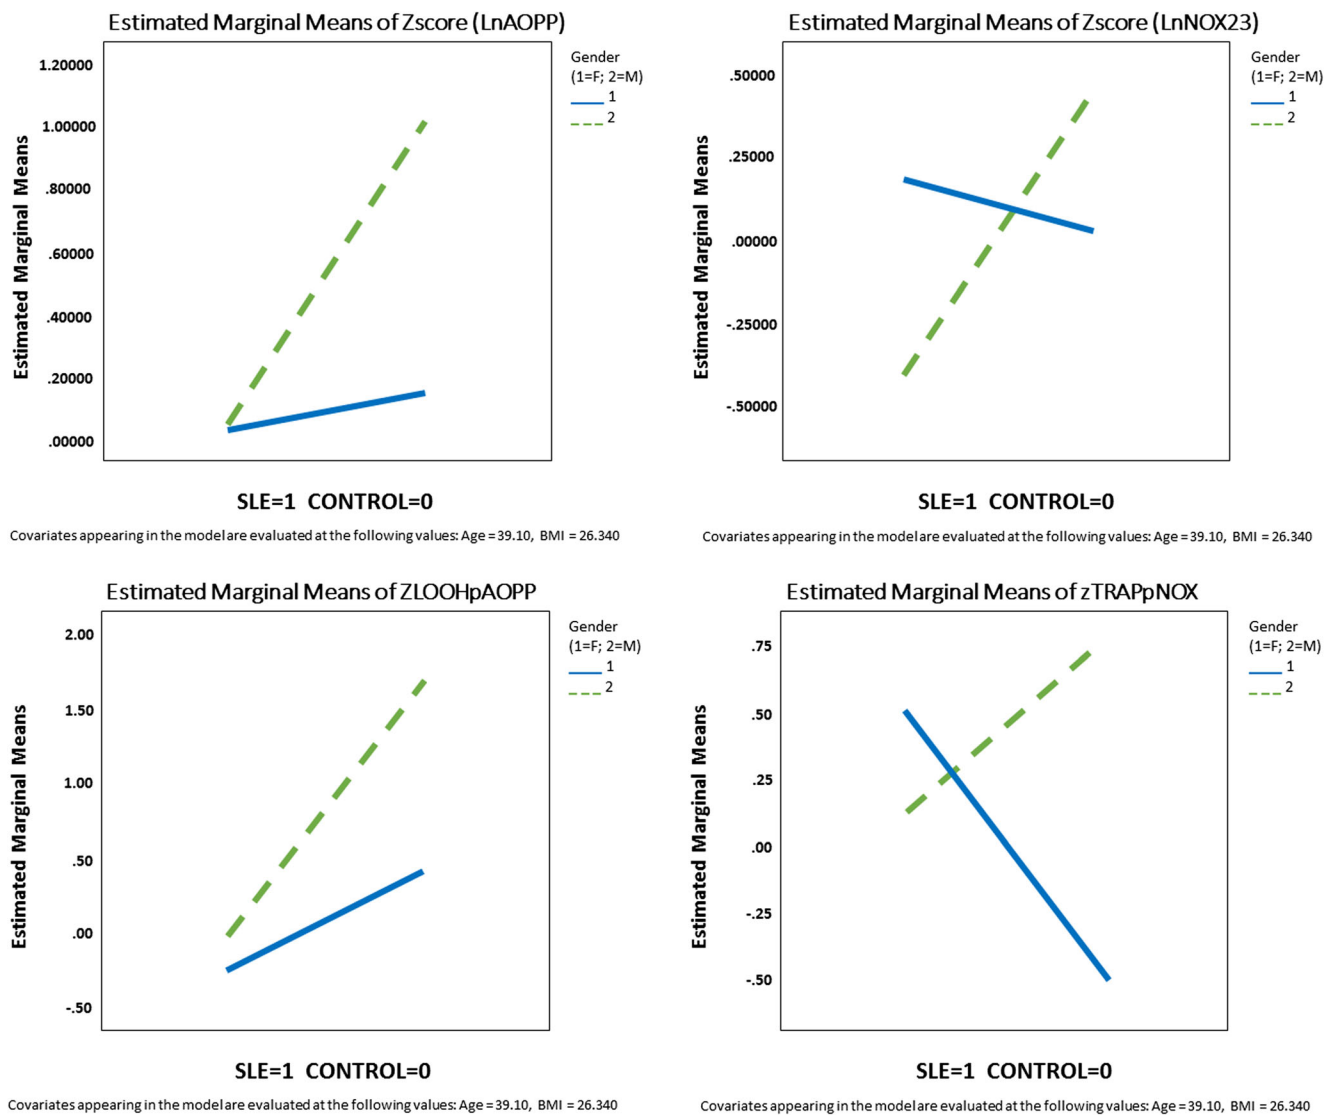 Estimated Marginal Means of Zscore (LnAOPP)
Estimated Marginal Means
1.20000
1.00000
.80000
.60000
.40000
.20000
.00000
Gender
(1=F; 2=M)
1
2
SLE=1 CONTROL=0
Covariates appearing in the model are evaluated at the following values: Age = 39.10, BMI = 26.340
Estimated Marginal Means of Zscore (LnNOX23)
Estimated Marginal Means
.50000
.25000
.00000
-.25000
-.50000
Gender
(1=F; 2=M)
1
2
SLE=1 CONTROL=0
Covariates appearing in the model are evaluated at the following values: Age = 39.10, BMI = 26.340
Estimated Marginal Means of ZLOOHpAOPP
Estimated Marginal Means
2.00
1.50
1.00
.50
.00
-.50
Gender
(1=F; 2=M)
1
2
SLE=1 CONTROL=0
Covariates appearing in the model are evaluated at the following values: Age = 39.10, BMI = 26.340
Estimated Marginal Means of zTRAPpNOX
Estimated Marginal Means
.75
.50
.25
.00
-.25
-.50
Gender
(1=F; 2=M)
1
2
SLE=1 CONTROL=0
Covariates appearing in the model are evaluated at the following values: Age = 39.10, BMI = 26.340